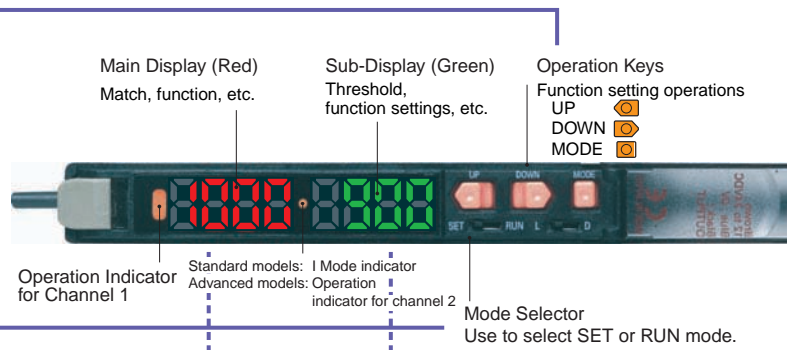 Main Display (Red)
Match, function, etc.
Sub-Display (Green)
Threshold,
function settings, etc.
Operation Keys
Function setting operations
UP
DOWN
MODE
UP DOWN MODE
1000 300
SET RUN L D
Operation Indicator
for Channel 1
Standard models: I Mode indicator
Advanced models: Operation
indicator for channel 2
Mode Selector
Use to select SET or RUN mode.